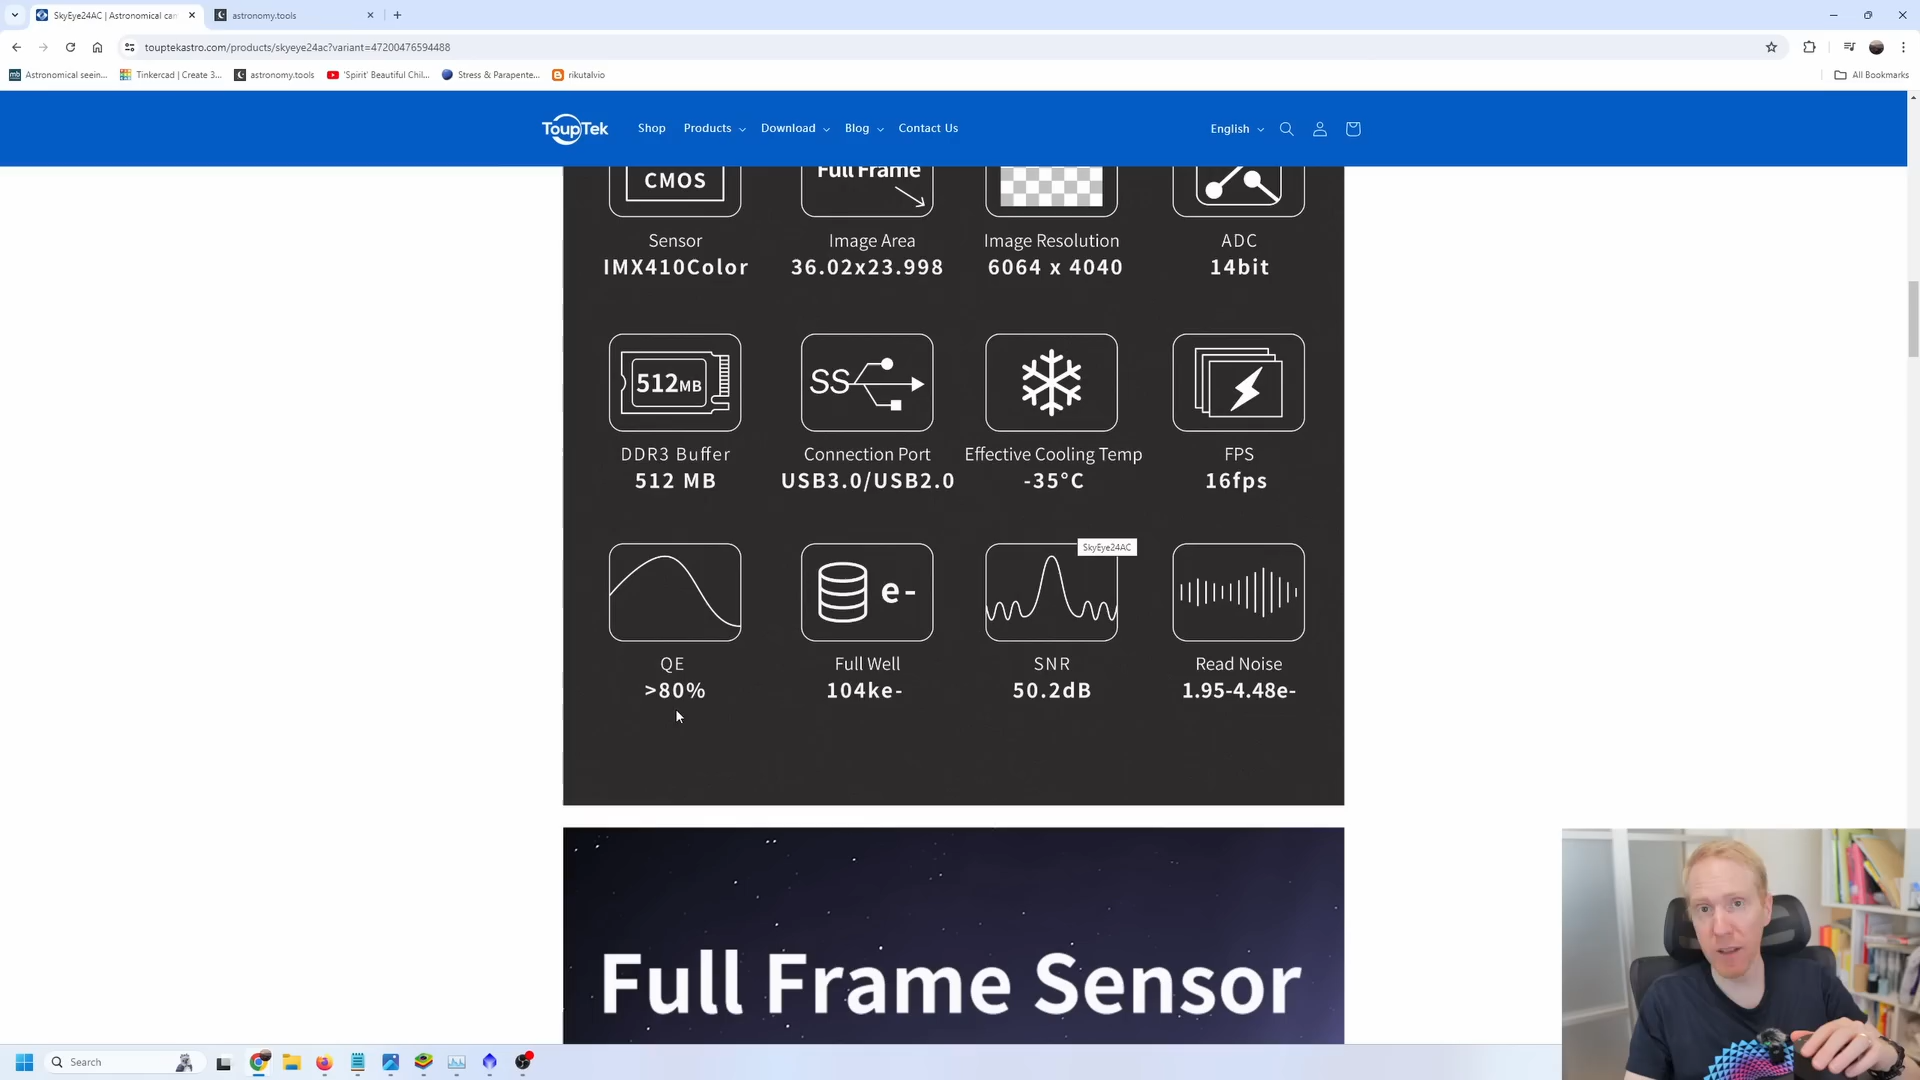 SkyEye24AC | Astronomical can
astronomy.tools
touptekastro.com/products/skyeye24ac?variant=47200476594488
Astronomical seein...
Tinkercad | Create 3...
astronomy.tools
'Spirit' Beautiful Chil...
Stress & Parapente...
rikutalvio
All Bookmarks
ToupTek
Shop
Products
Download
Blog
Contact Us
English
CMOS
Full Frame
Sensor
Image Area
Image Resolution
ADC
IMX410Color
36.02x23.998
6064 x 4040
14bit
512MB
SS
DDR3 Buffer
Connection Port
Effective Cooling Temp
FPS
512 MB
USB3.0/USB2.0
-35°C
16fps
SkyEye24AC
e-
QE
Full Well
SNR
Read Noise
>80%
104ke-
50.2dB
1.95-4.48e-
Full Frame Sensor
Search